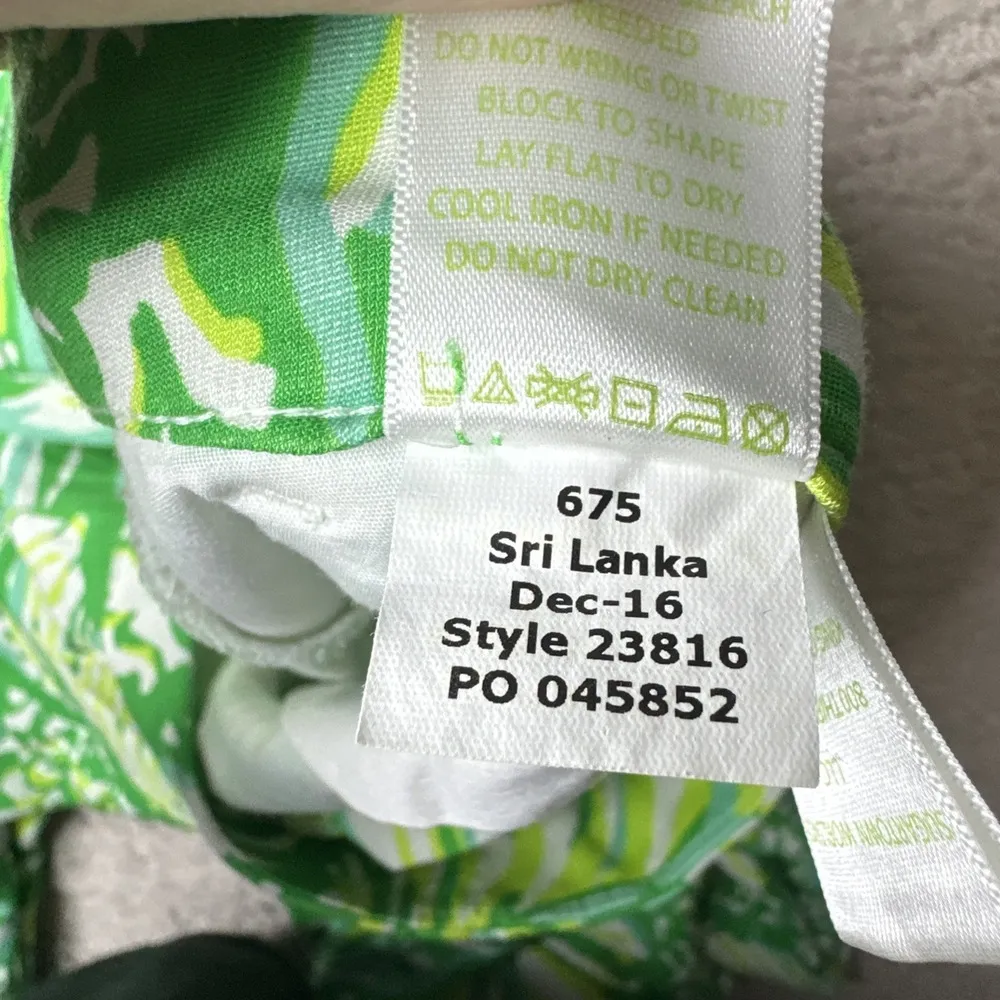 NEEDED
DO NOT WRING OR TWIST
BLOCK TO SHAPE
LAY FLAT TO DRY
COOL IRON IF NEEDED
DO NOT DRY CLEAN
675
Sri Lanka
Dec-16
Style 23816
PO 045852